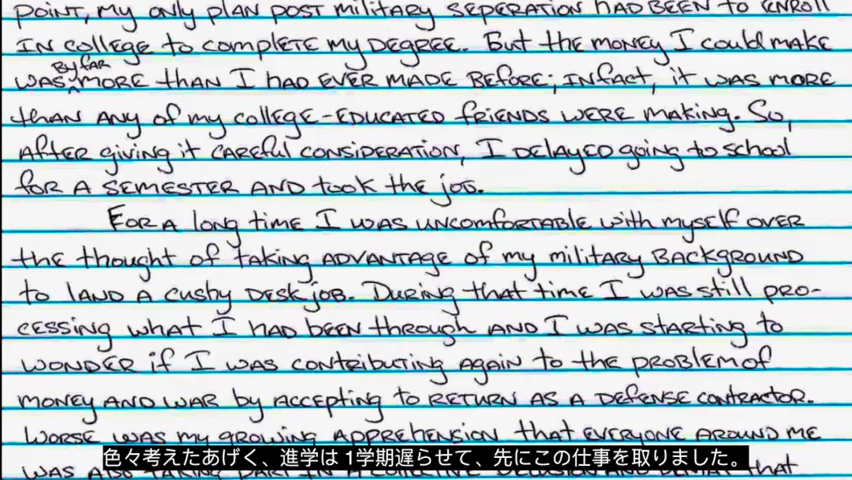 POINT, MY ONLY PLAN POST MILITARY SEPERATION HAD BEEN TO ENROLL
IN COLLEGE TO COMPLETE MY DEGREE. BUT THE MONEY I COULD MAKE
WAS BY FAR MORE THAN I HAD EVER MADE BEFORE; INFACT, IT WAS MORE
THAN ANY OF MY COLLEGE-EDUCATED FRIENDS WERE MAKING. SO,
AFTER GIVING IT CAREFUL CONSIDERATION, I DELAYED GOING TO SCHOOL
FOR A SEMESTER AND TOOK THE JOB.
FOR A LONG TIME I WAS UNCOMFORTABLE WITH MYSELF OVER
THE THOUGHT OF TAKING ADVANTAGE OF MY MILITARY BACKGROUND
TO LAND A CUSHY DESK JOB. DURING THAT TIME I WAS STILL PRO-
CESSING WHAT I HAD BEEN THROUGH AND I WAS STARTING TO
WONDER IF I WAS CONTRIBUTING AGAIN TO THE PROBLEM OF
MONEY AND WAR BY ACCEPTING TO RETURN AS A DEFENSE CONTRACTOR.
WORSE WAS MY GROWING APPREHENSION THAT EVERYONE AROUND ME
WAS THAT
色々考えたあげく、進学は 1学期遅らせて、先にこの仕事を取りました。